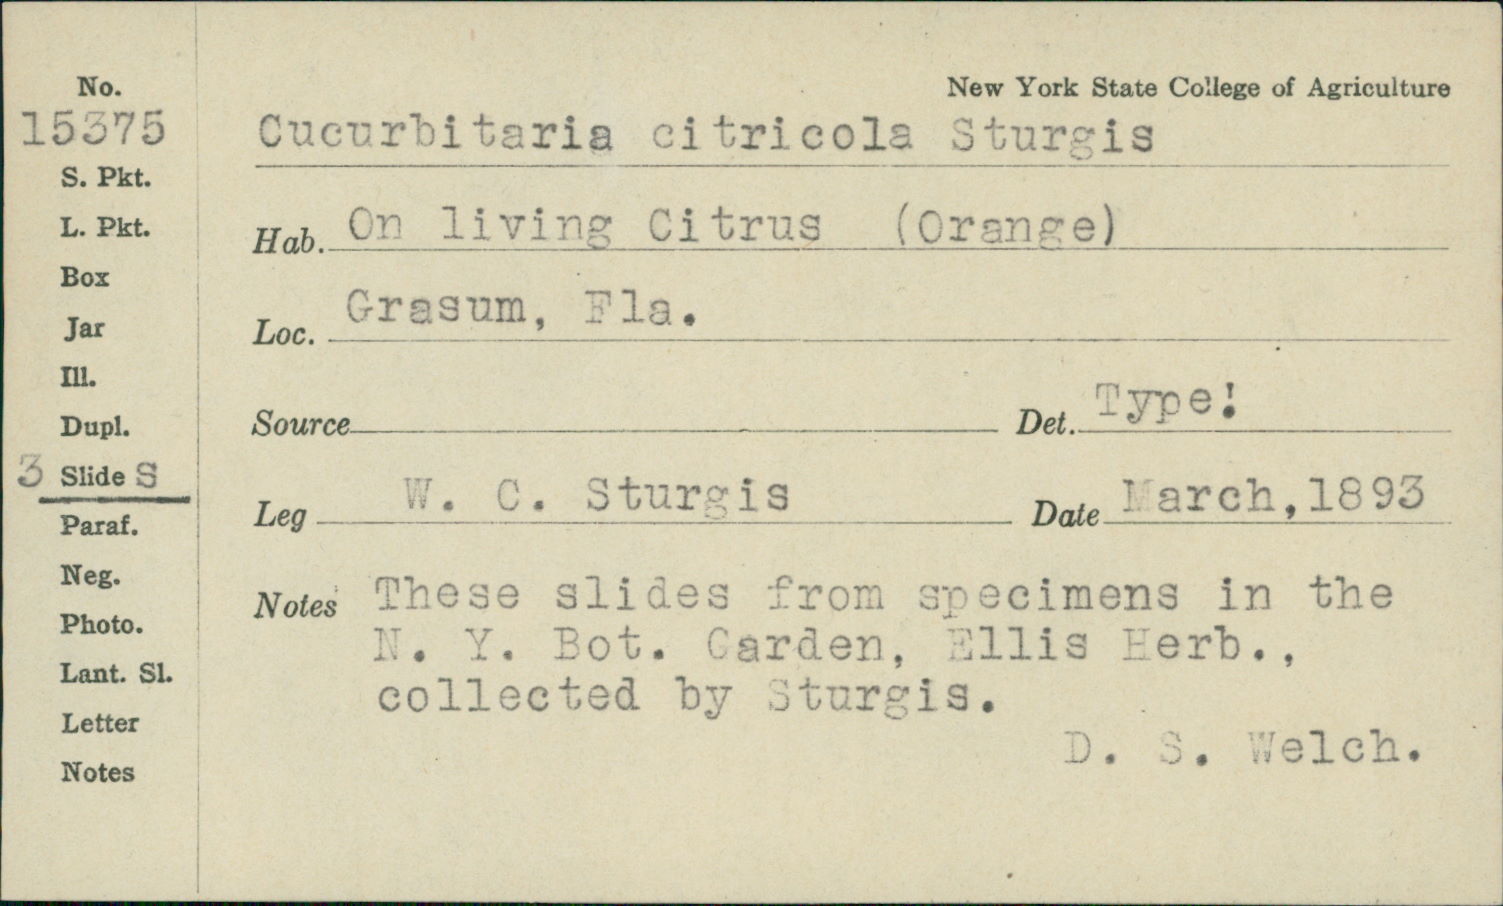 No.
15375
S. Pkt.
L. Pkt.
Box
Jar
Ill.
Dupl.
3 Slide S
Paraf.
Neg.
Photo.
Lant. Sl.
Letter
Notes
New York State College of Agriculture
Cucurbitaria citricola Sturgis
Hab. On living Citrus (Orange)
Loc. Grasum, Fla.
Source Det. Type!
Leg W. C. Sturgis Date March,1893
Notes These slides from specimens in the
N. Y. Bot. Garden, Ellis Herb.,
collected by Sturgis.
D. S. Welch.